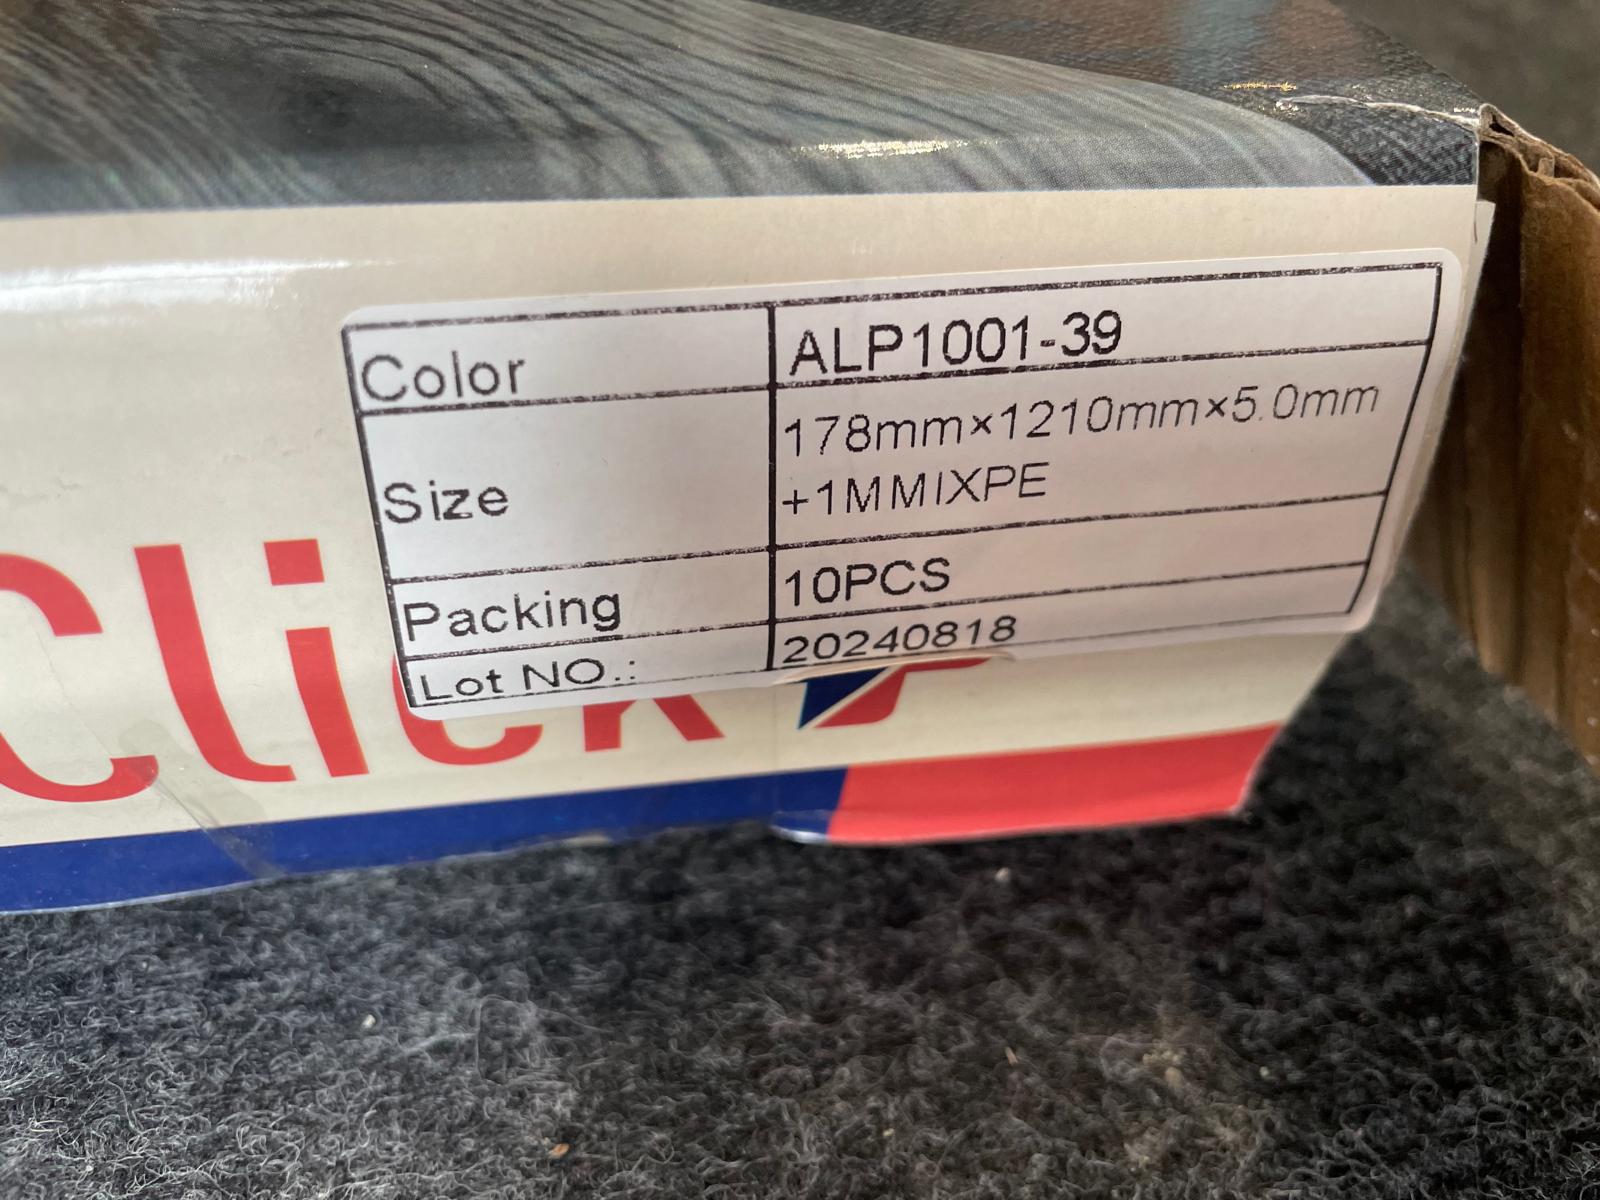 Color ALP1001-39
Size 178mm×1210mm×5.0mm
+1MMIXPE
Packing 10PCS
Lot NO.: 20240818
Click